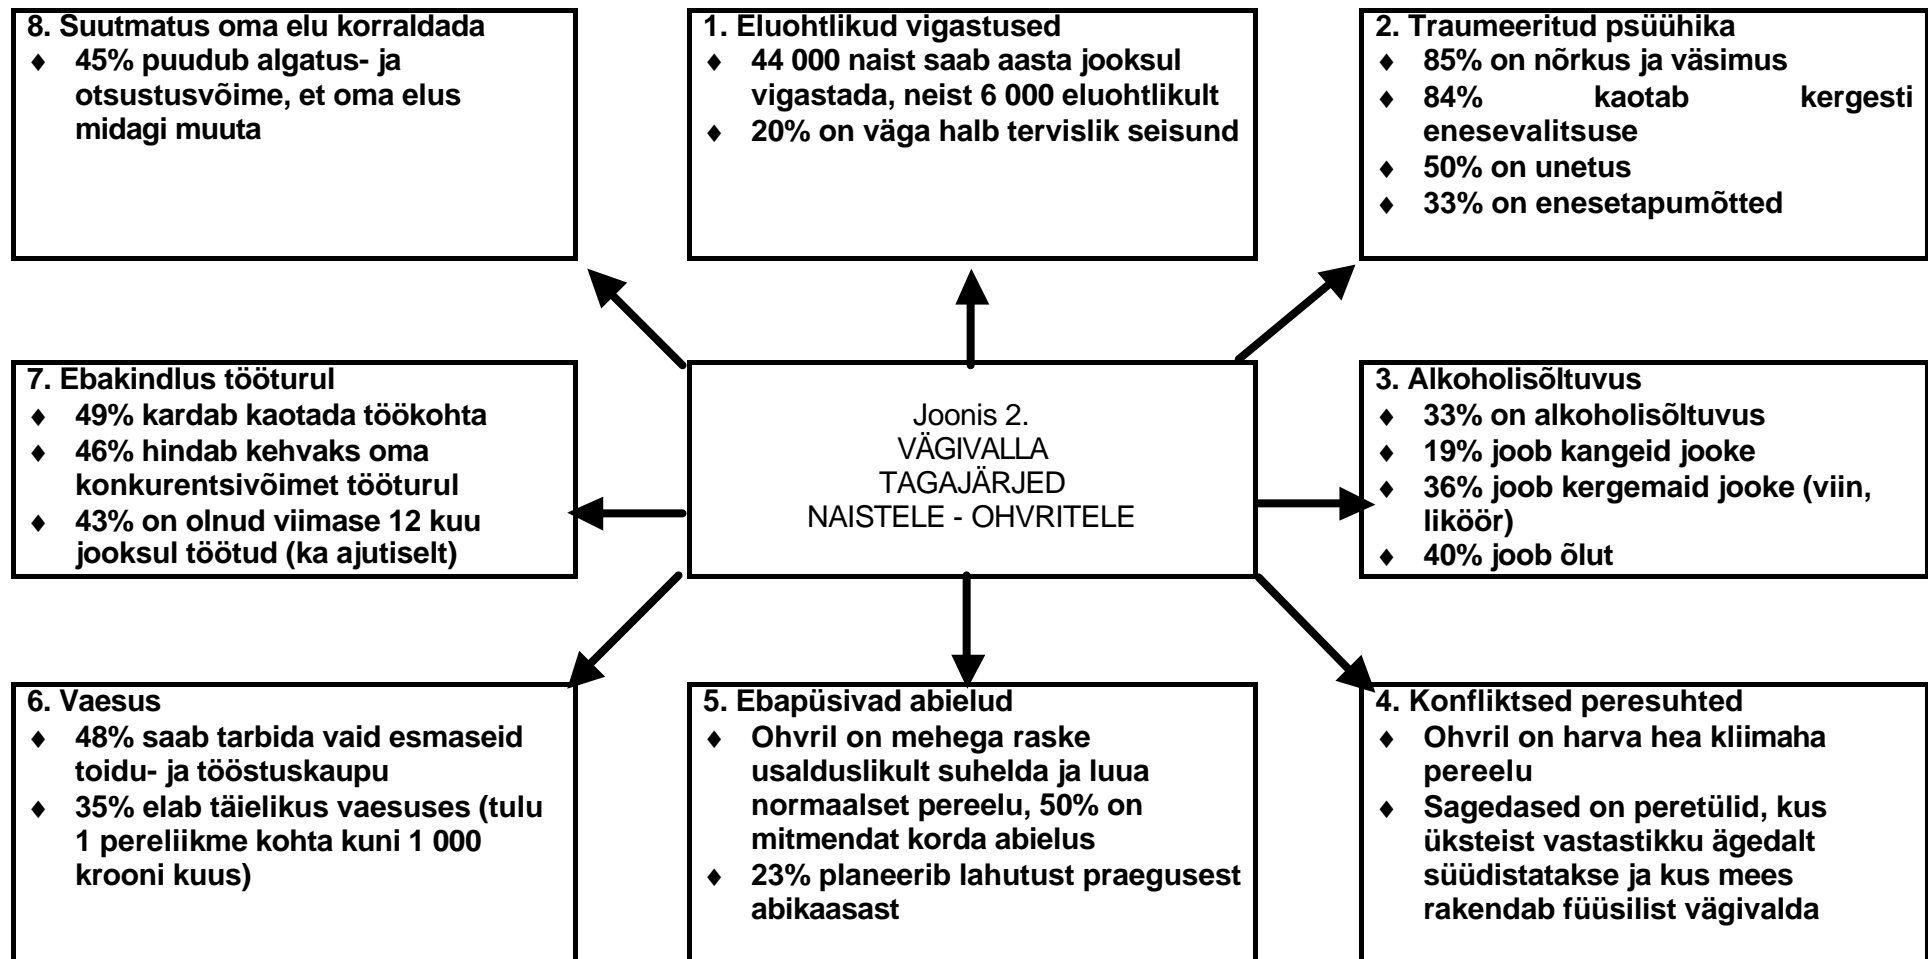 8. Suutmatus oma elu korraldada
♦ 45% puudub algatus- ja
otsustusvõime, et oma elus
midagi muuta
1. Eluohtlikud vigastused
♦ 44 000 naist saab aasta jooksul
vigastada, neist 6 000 eluohtlikult
♦ 20% on väga halb tervislik seisund
2. Traumeeritud psüühika
♦ 85% on nõrkus ja väsimus
♦ 84% kaotab kergesti
enesevalitsuse
♦ 50% on unetus
♦ 33% on enesetapumõtted
7. Ebakindlus tööturul
♦ 49% kardab kaotada töökohta
♦ 46% hindab kehvaks oma
konkurentsivõimet tööturul
♦ 43% on olnud viimase 12 kuu
jooksul töötud (ka ajutiselt)
Joonis 2.
VÄGIVALLA
TAGAJÄRJED
NAISTELE - OHVRITELE
3. Alkoholisõltuvus
♦ 33% on alkoholisõltuvus
♦ 19% joob kangeid jooke
♦ 36% joob kergemaid jooke (viin,
liköör)
♦ 40% joob õlut
6. Vaesus
♦ 48% saab tarbida vaid esmaseid
toidu- ja tööstuskaupu
♦ 35% elab täielikus vaesuses (tulu
1 pereliikme kohta kuni 1 000
krooni kuus)
5. Ebapüsivad abielud
♦ Ohvril on mehega raske
usalduslikult suhelda ja luua
normaalset pereelu, 50% on
mitmendat korda abielus
♦ 23% planeerib lahutust praegusest
abikaasast
4. Konfliktsed peresuhted
♦ Ohvril on harva hea kliimaha
pereelu
♦ Sagedased on peretülid, kus
üksteist vastastikku ägedalt
süüdistatakse ja kus mees
rakendab füüsilist vägivalda